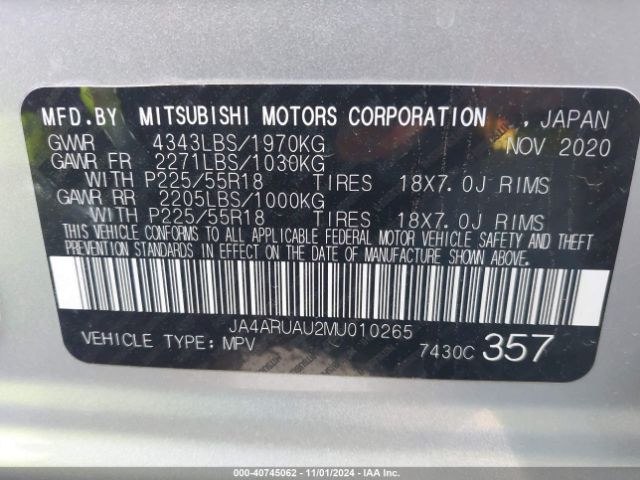 MFD.BY MITSUBISHI MOTORS CORPORATION , JAPAN
GVWR 4343LBS/1970KG NOV 2020
GAWR FR 2271LBS/1030KG
WITH P225/55R18 TIRES 18X7.0J RIMS
GAWR RR 2205LBS/1000KG
WITH P225/55R18 TIRES 18X7.0J RIMS
THIS VEHICLE CONFORMS TO ALL APPLICABLE FEDERAL MOTOR VEHICLE SAFETY AND THEFT
PREVENTION STANDARDS IN EFFECT ON THE DATE OF MANUFACTURE SHOWN ABOVE.
JA4ARUAU2MU010265
VEHICLE TYPE: MPV 7430C 357
000-40745062 - 11/01/2024 - IAA Inc.